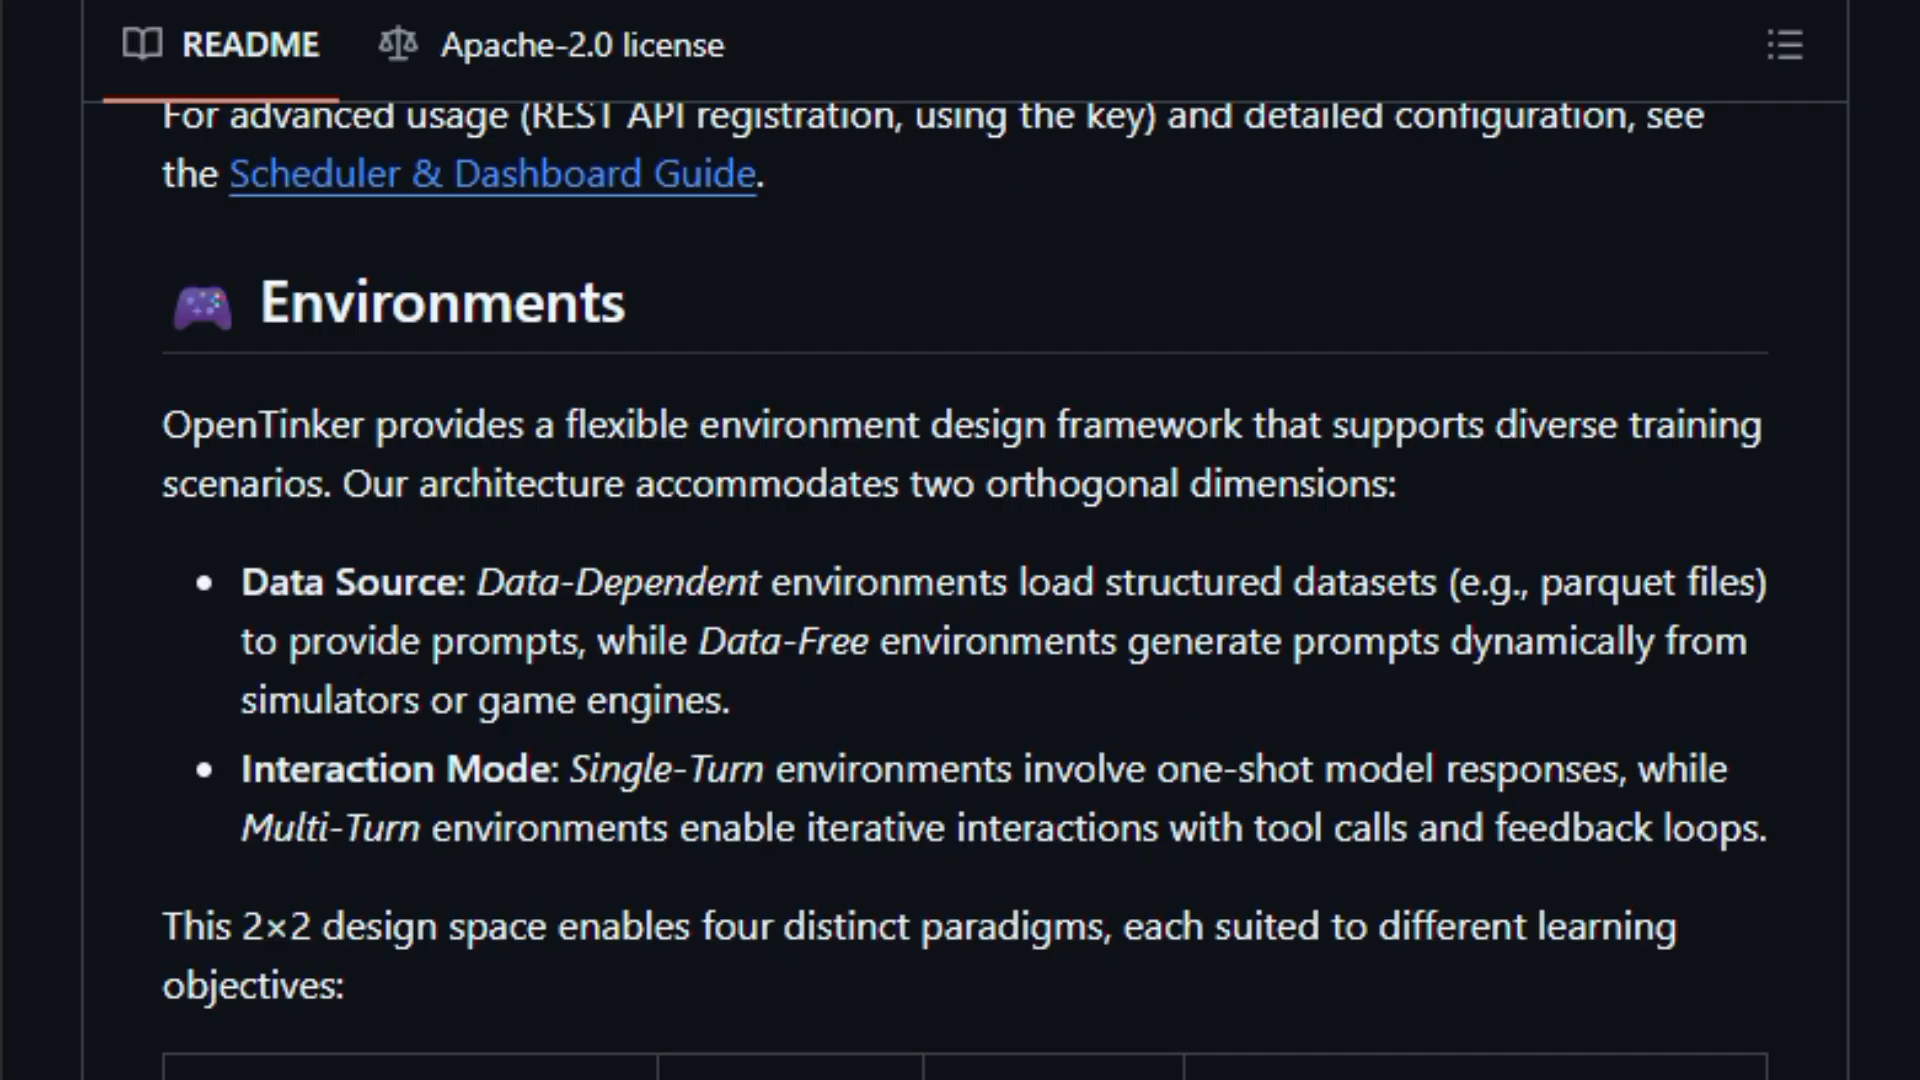 README
Apache-2.0 license
For advanced usage (REST API registration, using the key) and detailed configuration, see
the Scheduler & Dashboard Guide.
Environments
OpenTinker provides a flexible environment design framework that supports diverse training
scenarios. Our architecture accommodates two orthogonal dimensions:
Data Source: Data-Dependent environments load structured datasets (e.g., parquet files)
to provide prompts, while Data-Free environments generate prompts dynamically from
simulators or game engines.
Interaction Mode: Single-Turn environments involve one-shot model responses, while
Multi-Turn environments enable iterative interactions with tool calls and feedback loops.
This 2×2 design space enables four distinct paradigms, each suited to different learning
objectives: